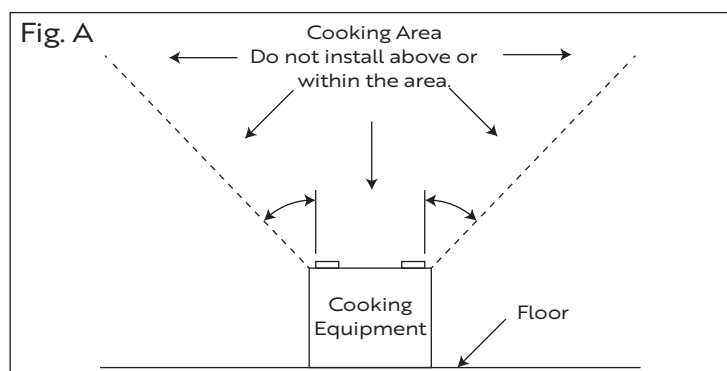 Fig. A
Cooking Area
Do not install above or
within the area.
Cooking
Equipment
Floor